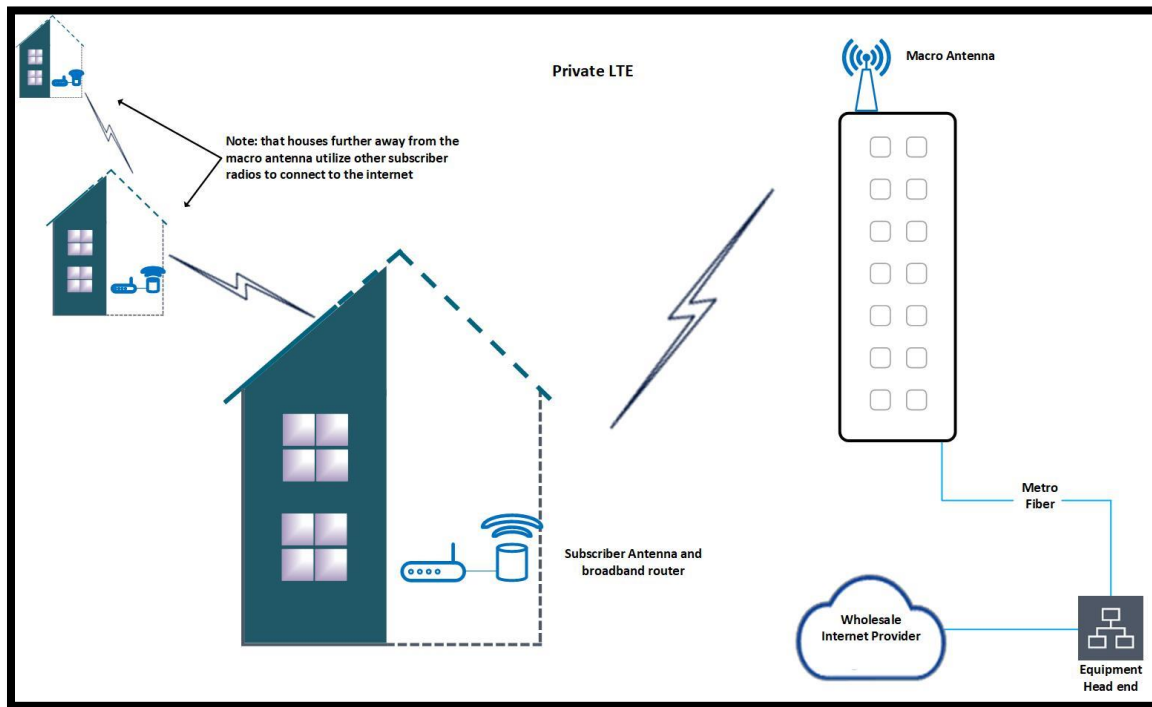 Private LTE
Macro Antenna
Note: that houses further away from the
macro antenna utilize other subscriber
radios to connect to the internet
Metro
Fiber
Subscriber Antenna and
broadband router
Wholesale
Internet Provider
Equipment
Head end